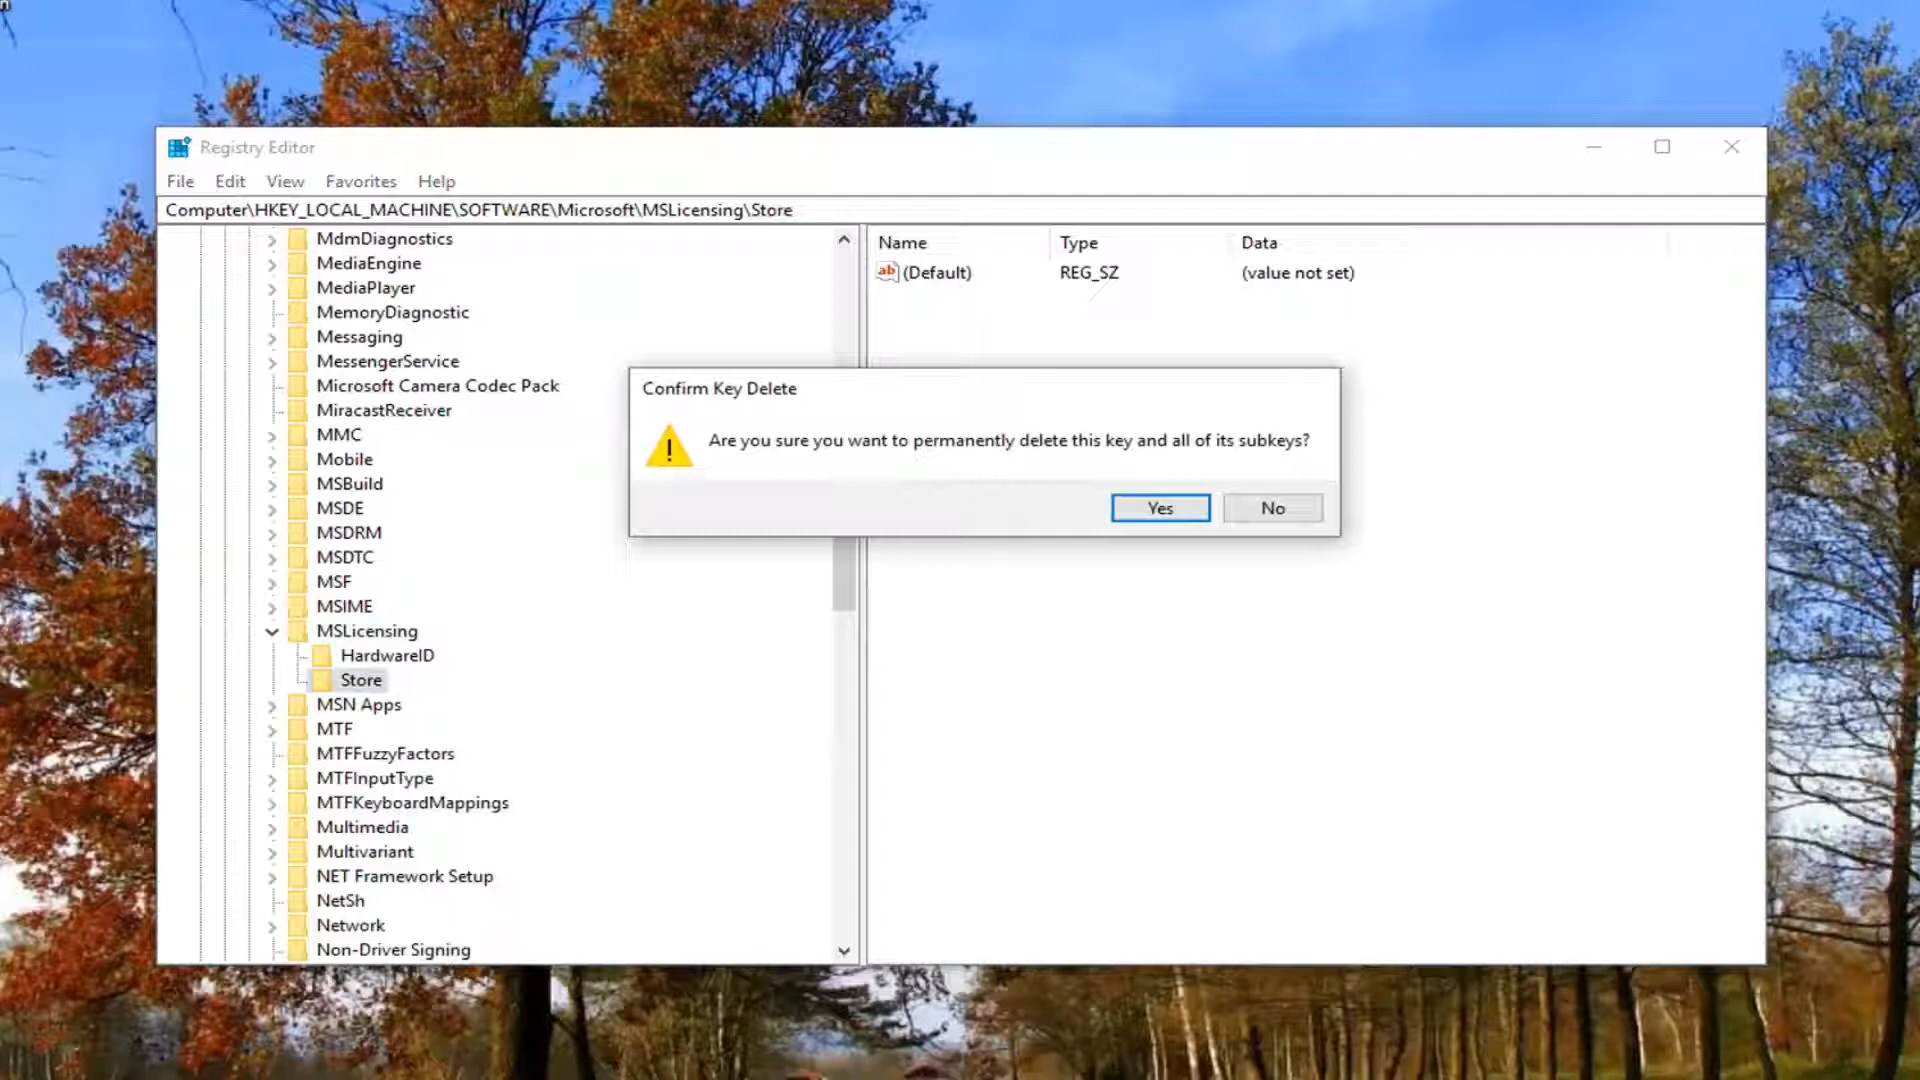 Registry Editor
File Edit View Favorites Help
Computer\HKEY_LOCAL_MACHINE\SOFTWARE\Microsoft\MSLicensing\Store
MdmDiagnostics
MediaEngine
MediaPlayer
MemoryDiagnostic
Messaging
MessengerService
Microsoft Camera Codec Pack
MiracastReceiver
MMC
Mobile
MSBuild
MSDE
MSDRM
MSDTC
MSF
MSIME
MSLicensing
HardwareID
Store
MSN Apps
MTF
MTFFuzzyFactors
MTFInputType
MTFKeyboardMappings
Multimedia
Multivariant
NET Framework Setup
NetSh
Network
Non-Driver Signing
Name Type Data
ab (Default) REG_SZ (value not set)
Confirm Key Delete
Are you sure you want to permanently delete this key and all of its subkeys?
Yes No